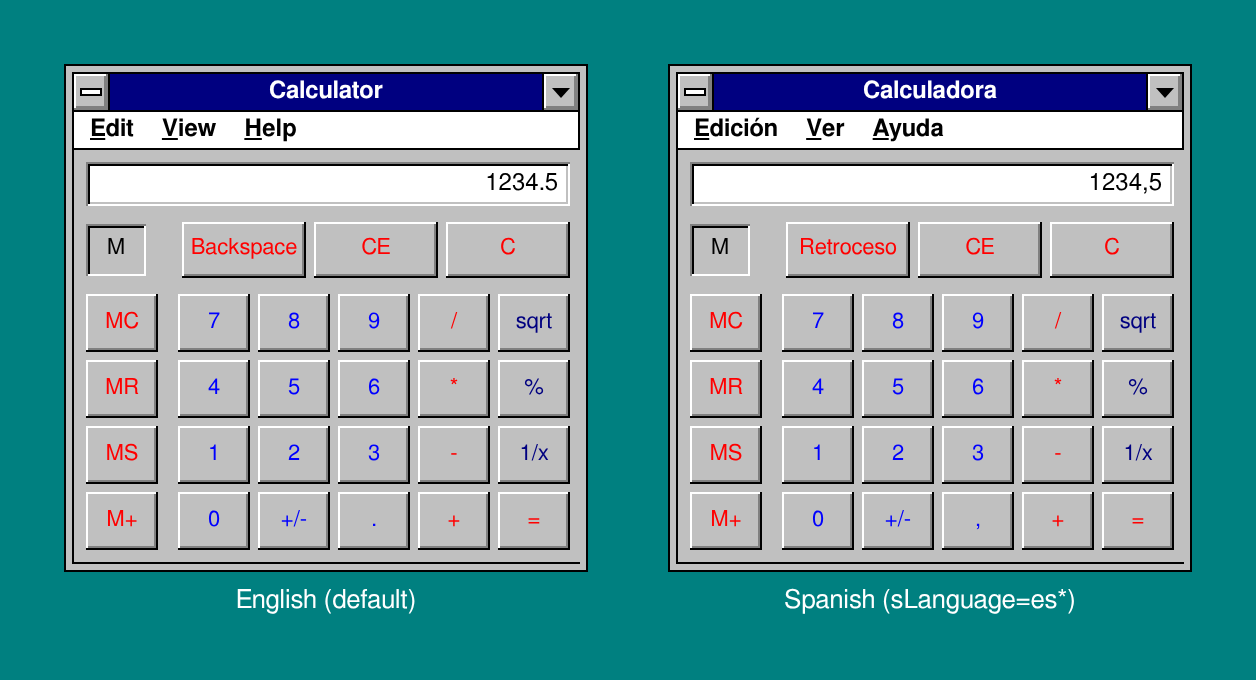 Calculator
Edit View Help
1234.5
M Backspace CE C
MC 7 8 9 / sqrt
MR 4 5 6 * %
MS 1 2 3 - 1/x
M+ 0 +/- . + =
English (default)
Calculadora
Edición Ver Ayuda
1234,5
M Retroceso CE C
MC 7 8 9 / sqrt
MR 4 5 6 * %
MS 1 2 3 - 1/x
M+ 0 +/- , + =
Spanish (sLanguage=es*)